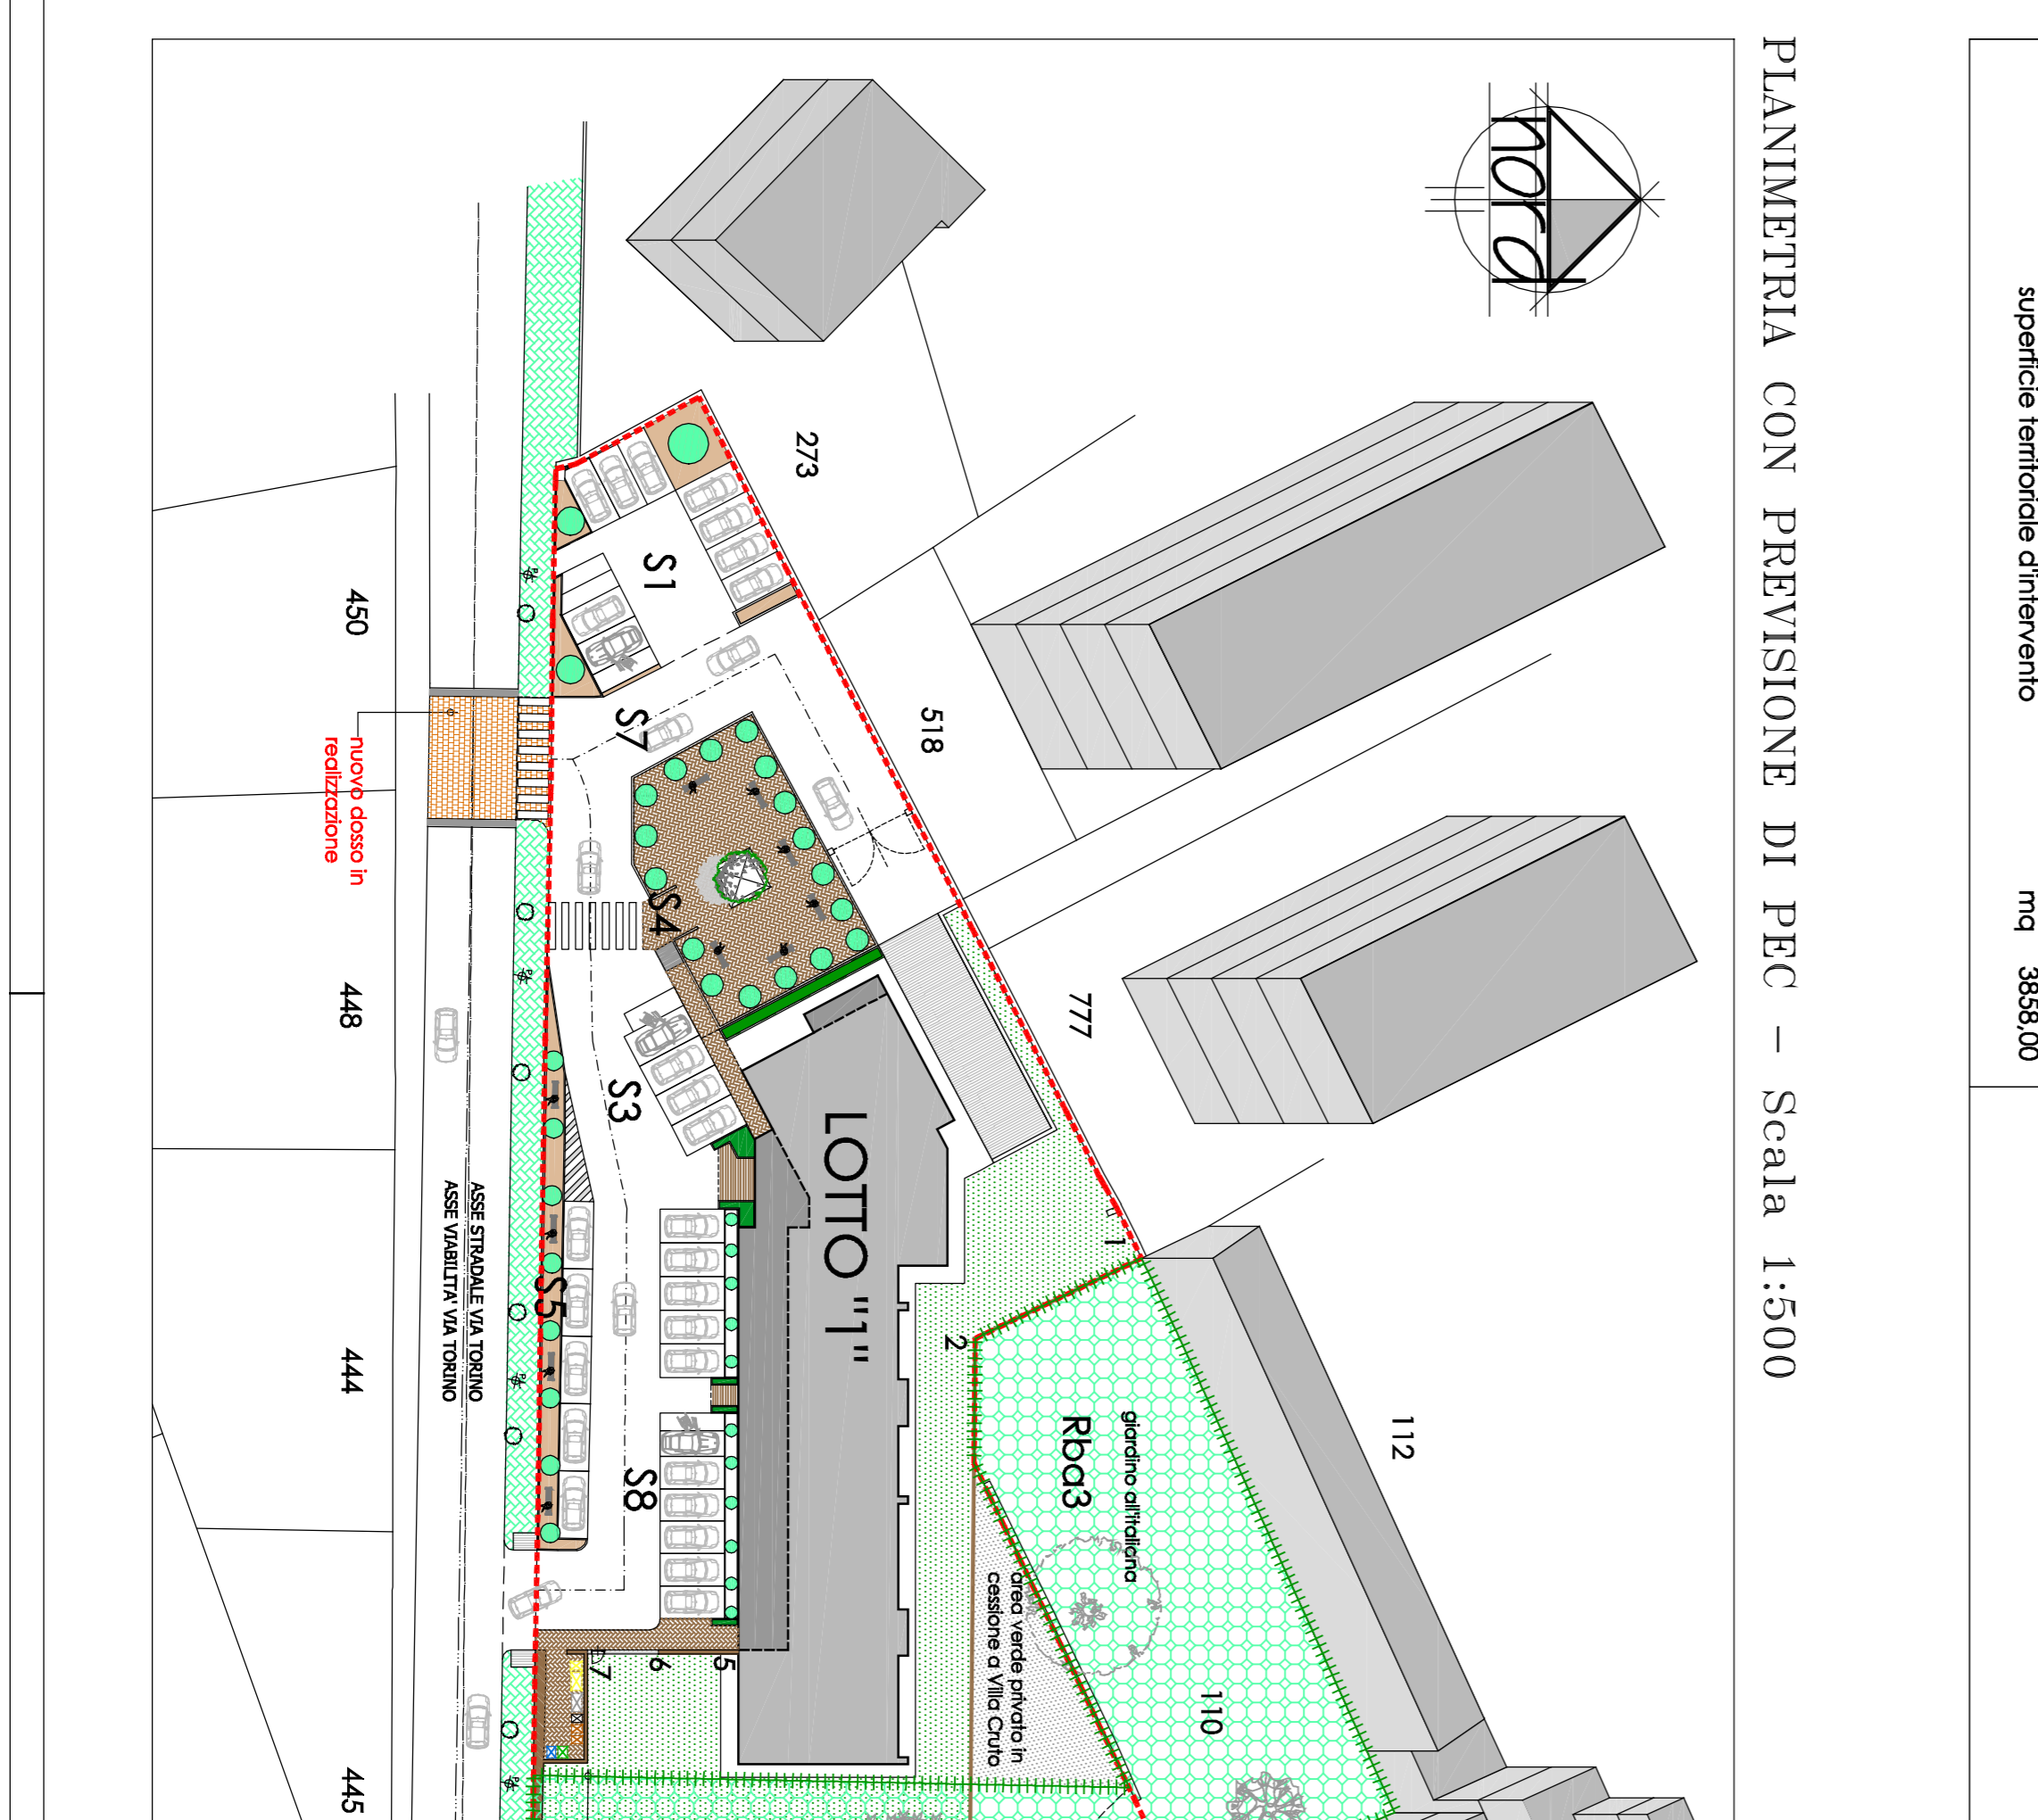 PLANIMETRIA CON PREVISIONE DI PEC - Scala 1:500
superficie territoriale d'intervento mq 3858,00
nord
273
518
777
112
110
S1
S7
S4
S3
S5
S8
LOTTO "1"
1
2
5
6
7
Rba3
giardino all'italiana
area verde privato in
cessione a Villa Cruto
nuovo dosso in
realizzazione
ASSE STRADALE VIA TORINO
ASSE VIABILITA' VIA TORINO
450
448
444
445